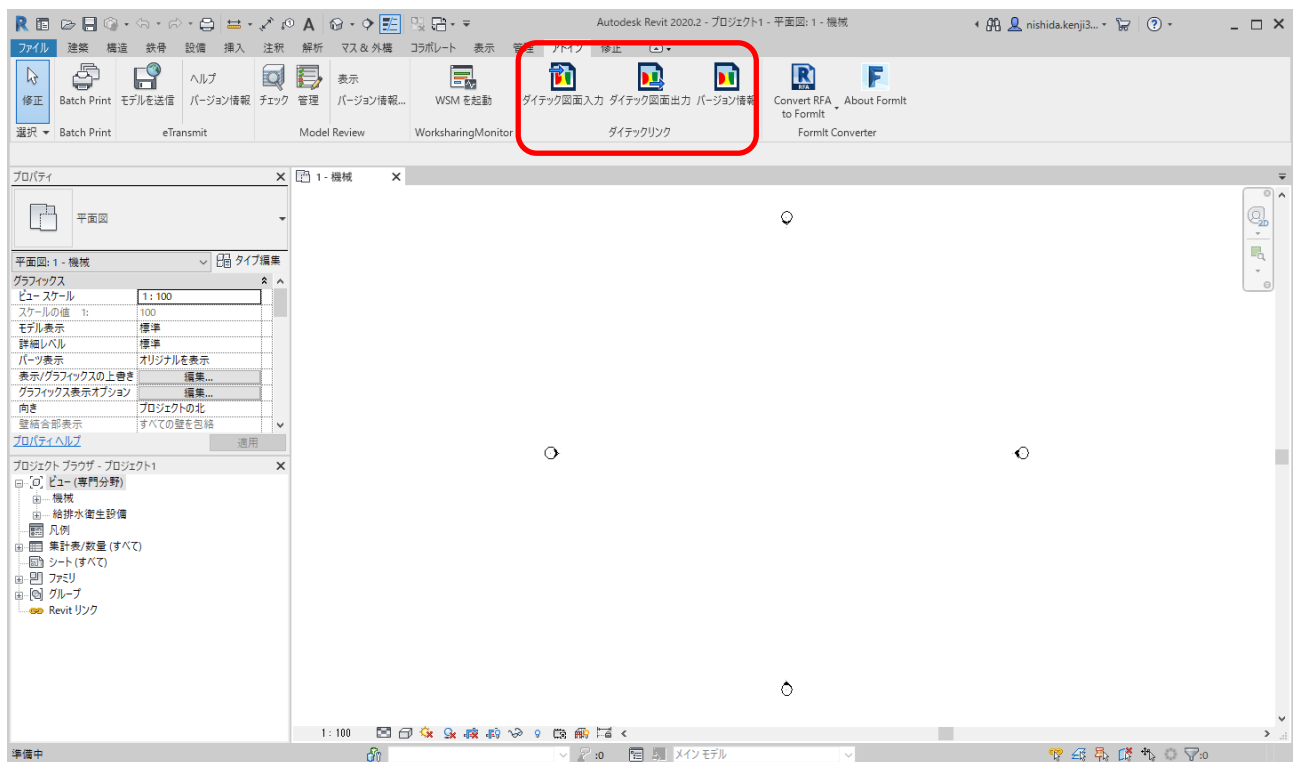 Autodesk Revit 2020.2 - プロジェクト1 - 平面図: 1 - 機械
nishida.kenji3...
ファイル 建築 構造 鉄骨 設備 挿入 注釈 解析 マス & 外構 コラボレート 表示 管理 アドイン 修正
修正 Batch Print モデルを送信 ヘルプ バージョン情報 チェック 管理 表示 バージョン情報... WSM を起動 ダイテック図面入力 ダイテック図面出力 バージョン情報 Convert RFA to FormIt About FormIt
選択 Batch Print eTransmit Model Review WorksharingMonitor ダイテックリンク FormIt Converter
プロパティ
1 - 機械
平面図
2D
平面図: 1 - 機械 タイプ編集
グラフィックス
ビュー スケール 1 : 100
スケールの値 1: 100
モデル表示 標準
詳細レベル 標準
パーツ表示 オリジナルを表示
表示/グラフィックスの上書き 編集...
グラフィックス表示オプション 編集...
向き プロジェクトの北
壁結合部表示 すべての壁を包絡
プロパティヘルプ 適用
プロジェクト ブラウザ - プロジェクト1
ビュー (専門分野)
機械
給排水衛生設備
凡例
集計表/数量 (すべて)
シート (すべて)
ファミリ
グループ
Revit リンク
1 : 100
準備中 :0 メイン モデル :0